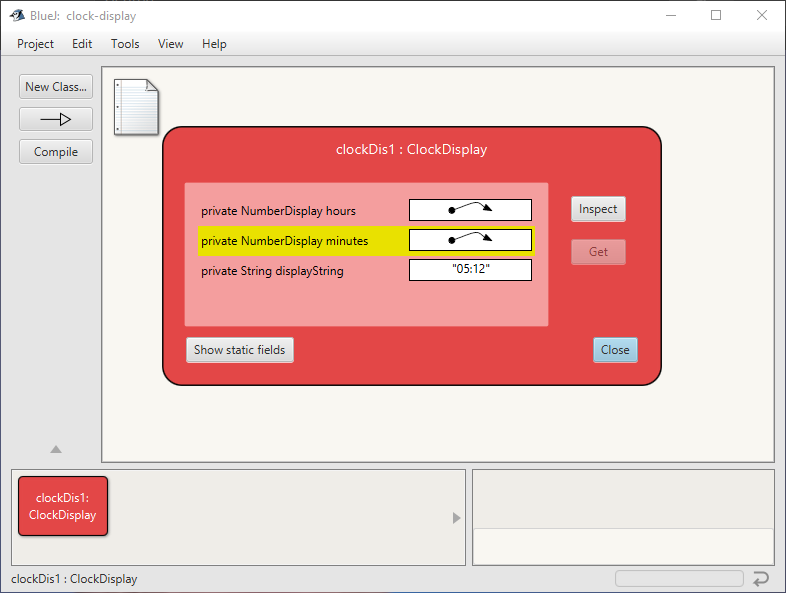 BlueJ: clock-display
Project Edit Tools View Help
New Class...
Compile
clockDis1 : ClockDisplay
private NumberDisplay hours
Inspect
private NumberDisplay minutes
Get
private String displayString "05:12"
Show static fields
Close
clockDis1:
ClockDisplay
clockDis1 : ClockDisplay